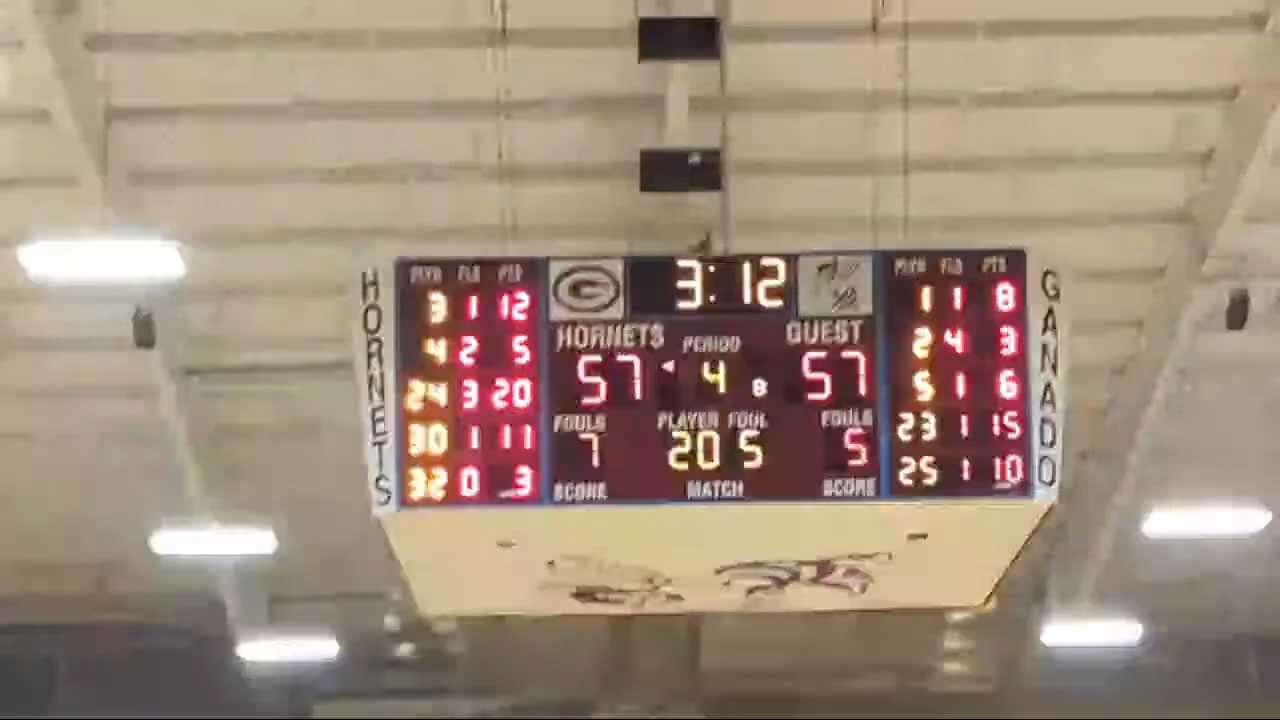 HORNETS
PLYR FLS PTS
3 1 12
4 2 5
24 3 20
30 1 11
32 0 3
G
3:12
HORNETS PERIOD GUEST
57 4 B 57
FOULS PLAYER FOUL FOULS
7 20 5 5
SCORE MATCH SCORE
PLYR FLS PTS
1 1 8
2 4 3
5 1 6
23 1 15
25 1 10
GANADO